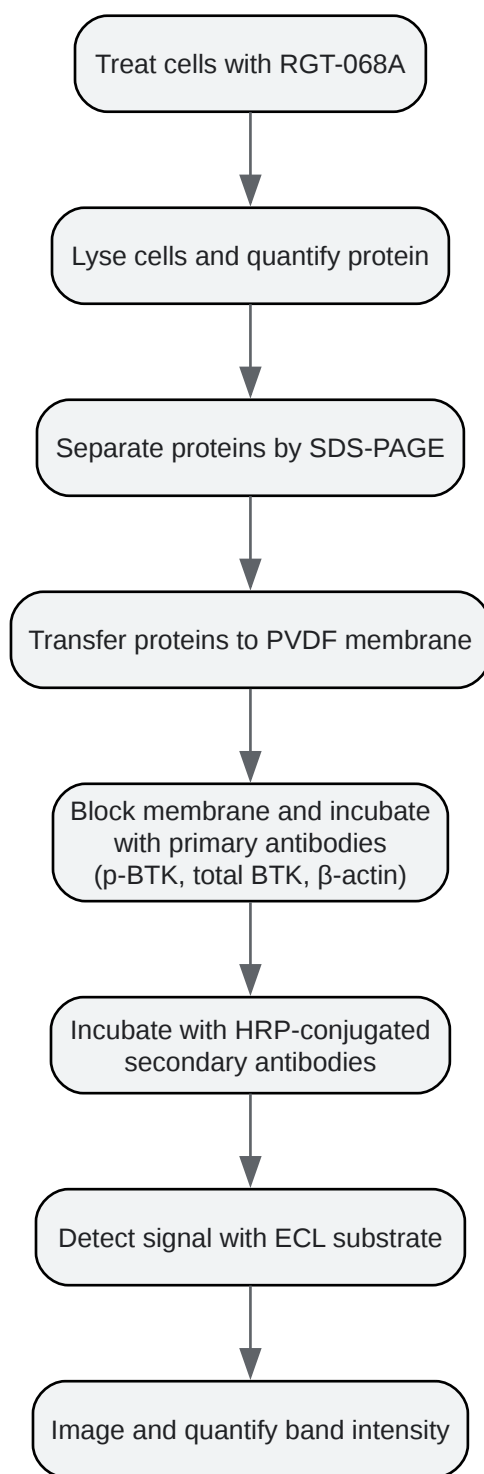 Treat cells with RGT-068A
Lyse cells and quantify protein
Separate proteins by SDS-PAGE
Transfer proteins to PVDF membrane
Block membrane and incubate
with primary antibodies
(p-BTK, total BTK, β-actin)
Incubate with HRP-conjugated
secondary antibodies
Detect signal with ECL substrate
Image and quantify band intensity